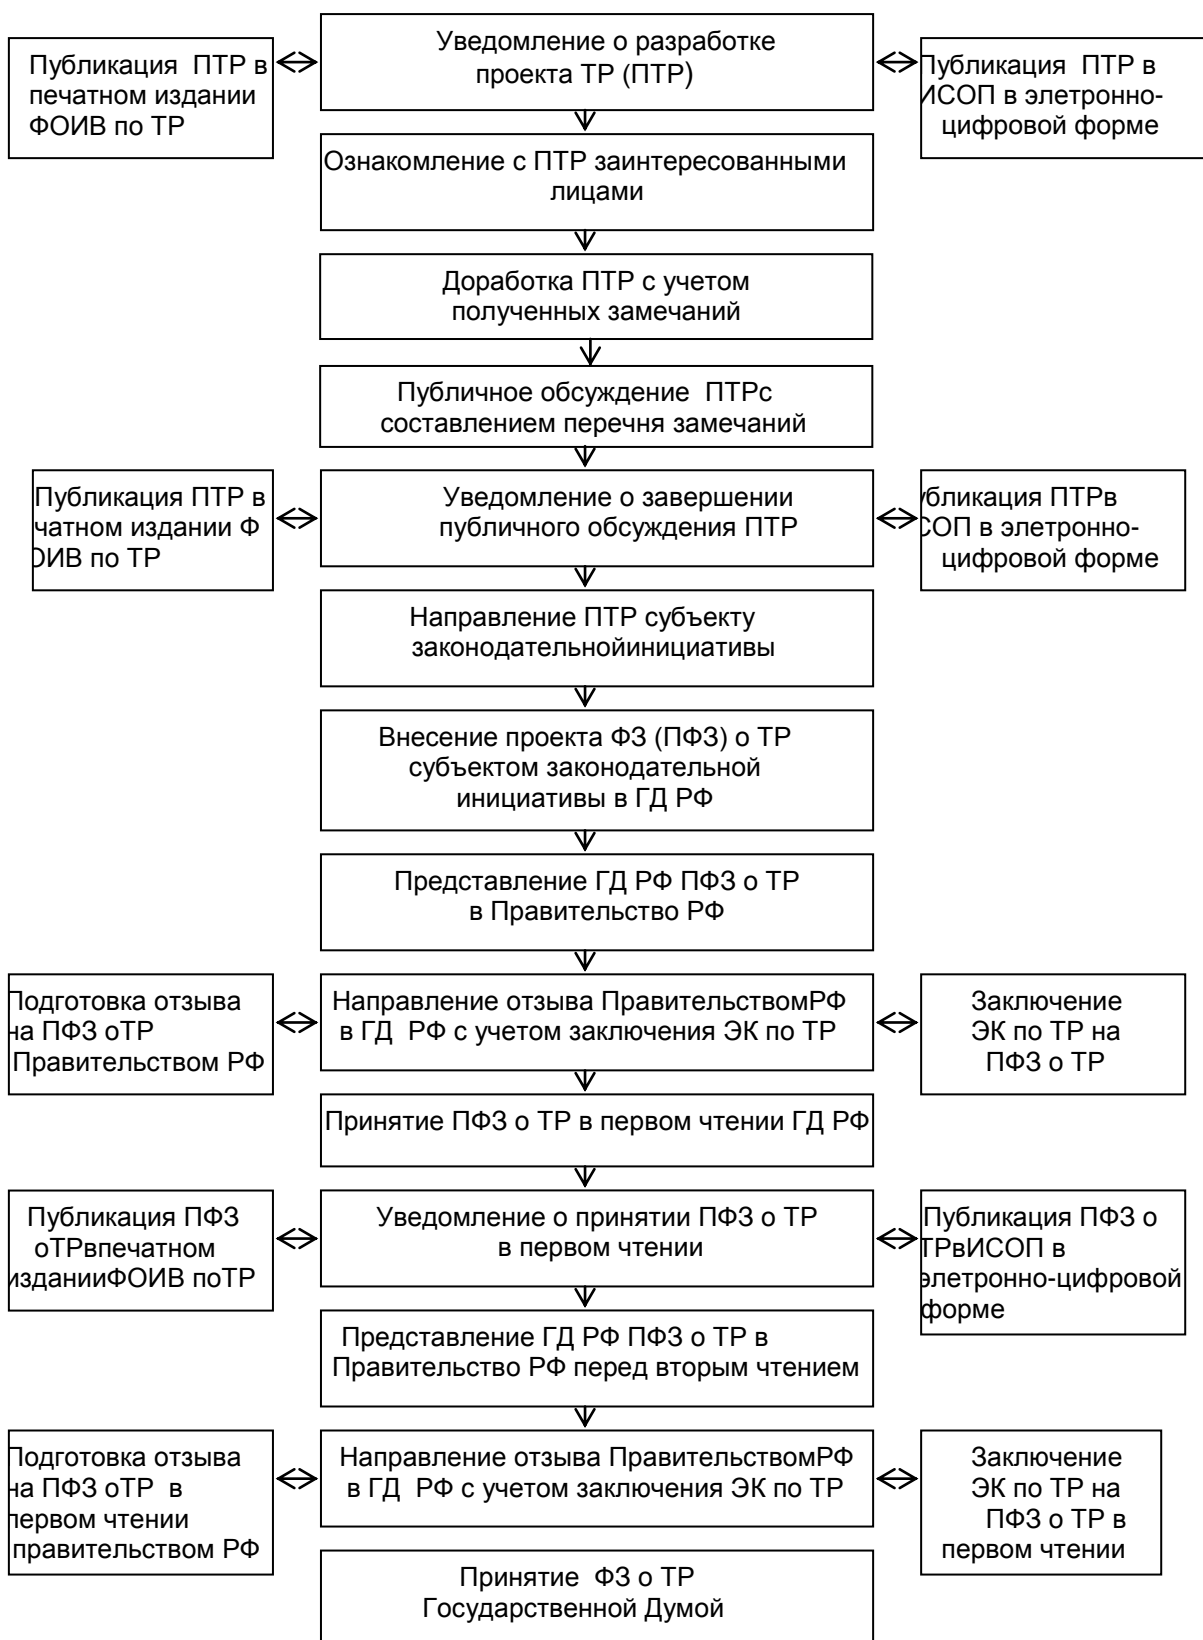 Уведомление о разработке
проекта ТР (ПТР)
Публикация ПТР в
печатном издании
ФОИВ по ТР
Публикация ПТР в
ИСОП в элетронно-
цифровой форме
Ознакомление с ПТР заинтересованными
лицами
Доработка ПТР с учетом
полученных замечаний
Публичное обсуждение ПТРс
составлением перечня замечаний
Публикация ПТР в
чатном издании Ф
ОИВ по ТР
Уведомление о завершении
публичного обсуждения ПТР
убликация ПТРв
СОП в элетронно-
цифровой форме
Направление ПТР субъекту
законодательнойинициативы
Внесение проекта ФЗ (ПФЗ) о ТР
субъектом законодательной
инициативы в ГД РФ
Представление ГД РФ ПФЗ о ТР
в Правительство РФ
Подготовка отзыва
на ПФЗ оТР
Правительством РФ
Направление отзыва ПравительствомРФ
в ГД РФ с учетом заключения ЭК по ТР
Заключение
ЭК по ТР на
ПФЗ о ТР
Принятие ПФЗ о ТР в первом чтении ГД РФ
Публикация ПФЗ
оТРвпечатном
изданииФОИВ поТР
Уведомление о принятии ПФЗ о ТР
в первом чтении
Публикация ПФЗ о
ТРвИСОП в
элетронно-цифровой
форме
Представление ГД РФ ПФЗ о ТР в
Правительство РФ перед вторым чтением
Подготовка отзыва
на ПФЗ оТР в
первом чтении
правительством РФ
Направление отзыва ПравительствомРФ
в ГД РФ с учетом заключения ЭК по ТР
Заключение
ЭК по ТР на
ПФЗ о ТР в
первом чтении
Принятие ФЗ о ТР
Государственной Думой